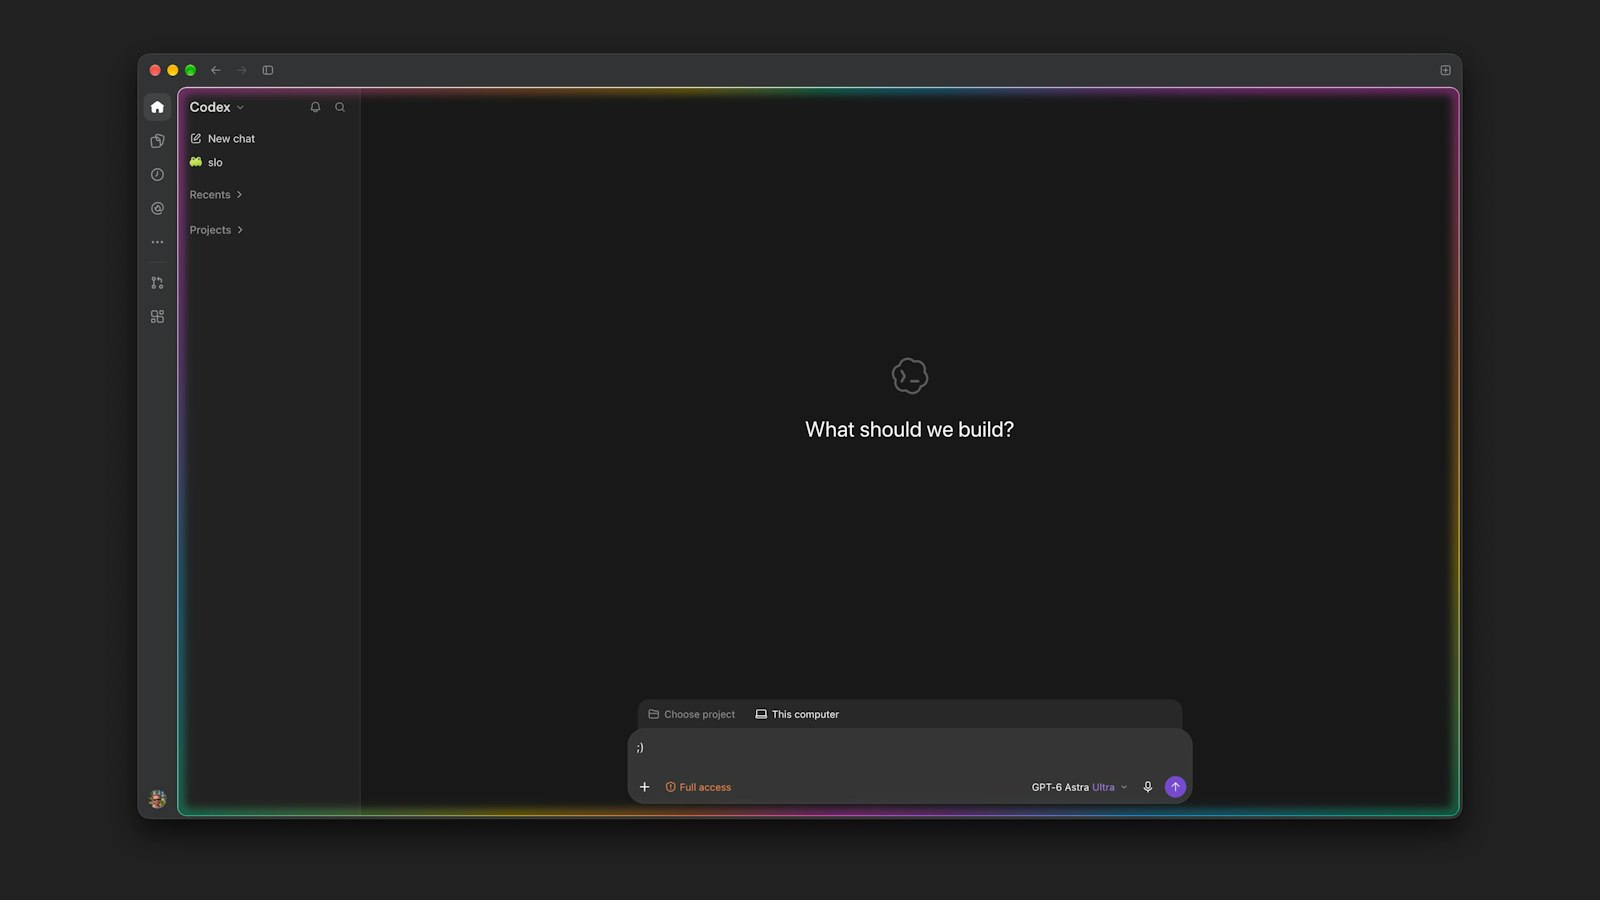 Codex
New chat
slo
Recents
Projects
What should we build?
Choose project This computer
;)
Full access GPT-6 Astra Ultra